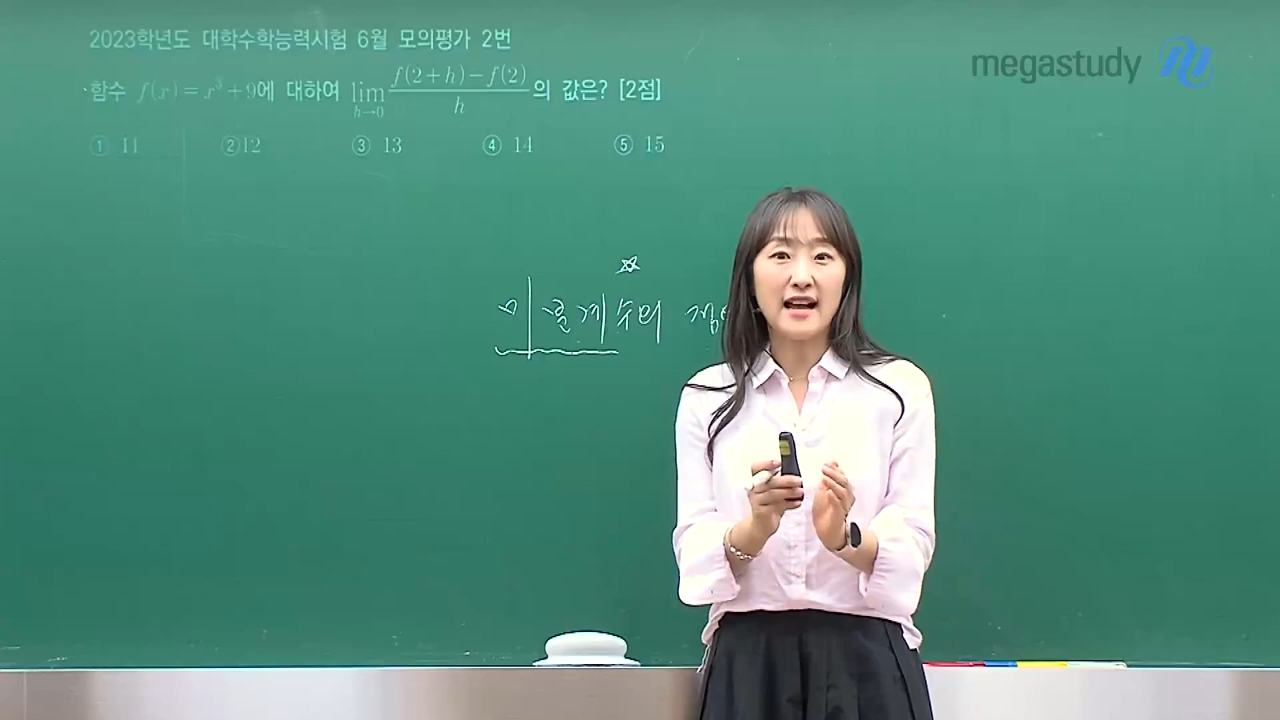 2023학년도 대학수학능력시험 6월 모의평가 2번
megastudy
함수 f(x)=x³+9에 대하여 lim h→0 f(2+h)−f(2)/h 의 값은? [2점]
① 11 ② 12 ③ 13 ④ 14 ⑤ 15
미분계수의